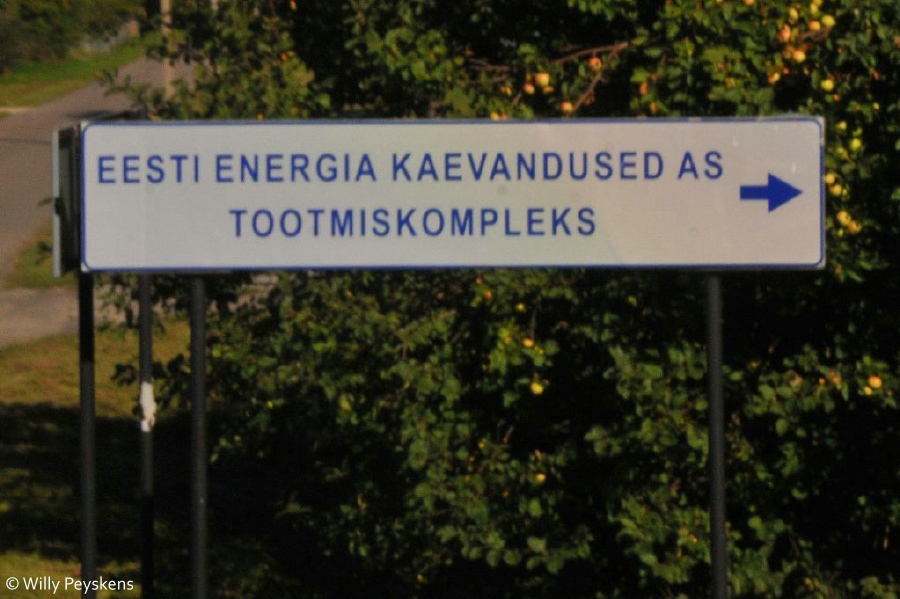 EESTI ENERGIA KAEVANDUSED AS
TOOTMISKOMPLEKS
© Willy Peyskens